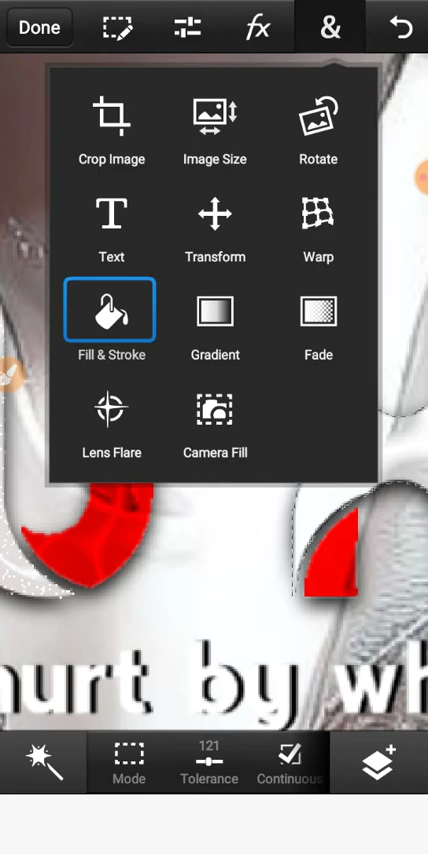 Done fx &
Crop Image Image Size Rotate
T
Text Transform Warp
Fill & Stroke Gradient Fade
Lens Flare Camera Fill
hurt by wh
121
Mode Tolerance Continuous